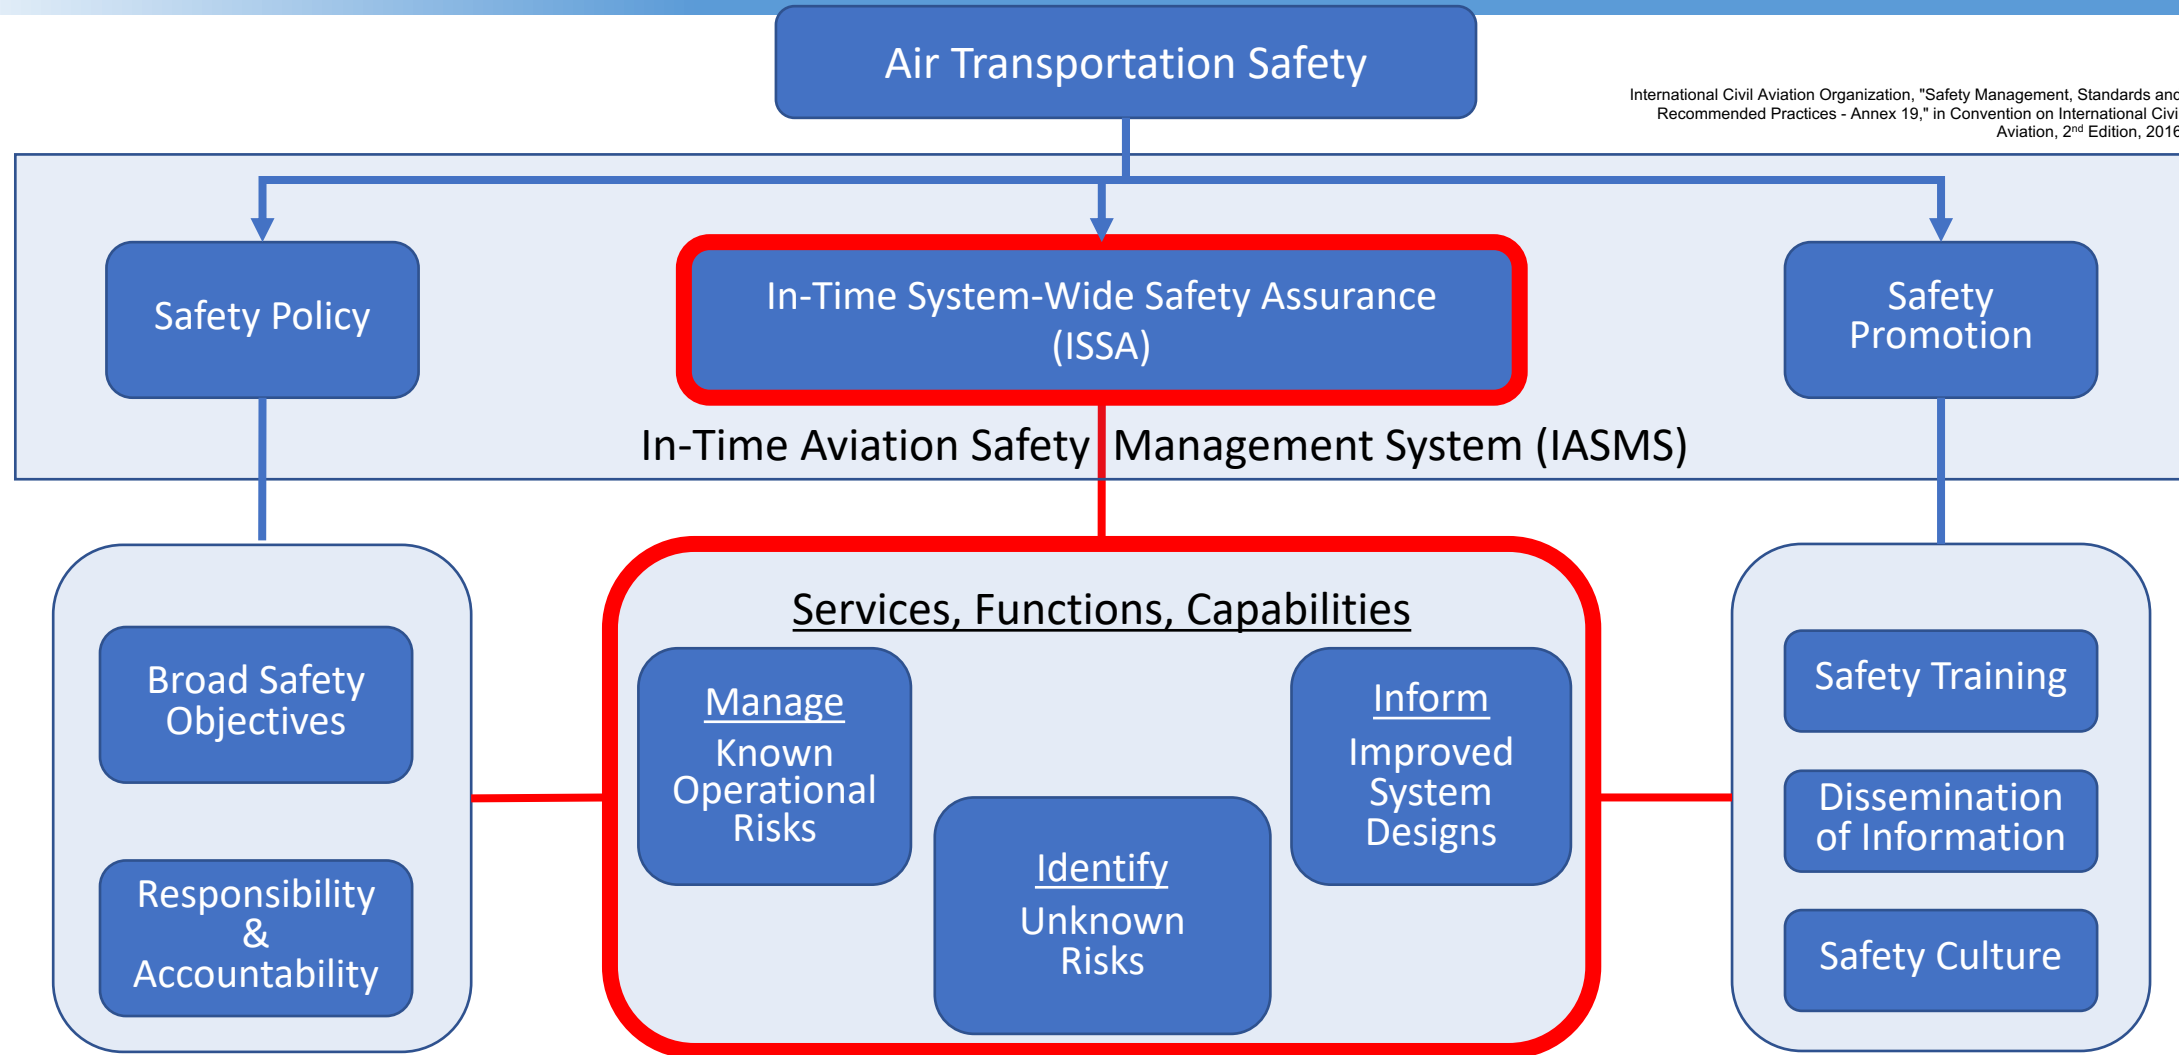 Air Transportation Safety
International Civil Aviation Organization, "Safety Management, Standards and
Recommended Practices - Annex 19," in Convention on International Civil
Aviation, 2nd Edition, 2016
Safety Policy
In-Time System-Wide Safety Assurance
(ISSA)
Safety
Promotion
In-Time Aviation Safety Management System (IASMS)
Broad Safety
Objectives
Responsibility
&
Accountability
Services, Functions, Capabilities
Manage
Known
Operational
Risks
Identify
Unknown
Risks
Inform
Improved
System
Designs
Safety Training
Dissemination
of Information
Safety Culture